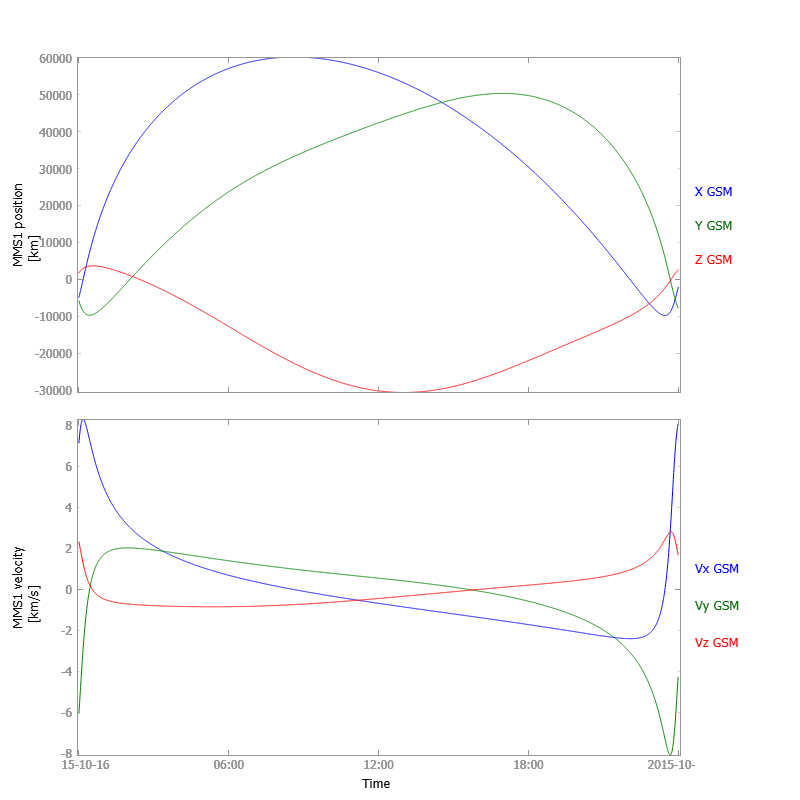 60000
50000
40000
30000
20000
10000
0
-10000
-20000
-30000
MMS1 position
[km]
X GSM
Y GSM
Z GSM
8
6
4
2
0
-2
-4
-6
-8
MMS1 velocity
[km/s]
Vx GSM
Vy GSM
Vz GSM
15-10-16 06:00 12:00 18:00 2015-10-
Time